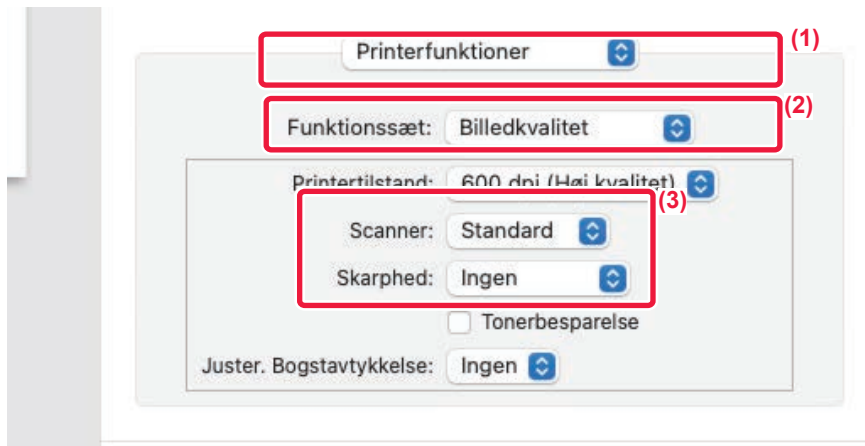 Printerfunktioner
(1)
(2)
Funktionssæt: Billedkvalitet
Printertilstand: 600 dpi (Høj kvalitet)
(3)
Scanner: Standard
Skarphed: Ingen
Tonerbesparelse
Juster. Bogstavtykkelse: Ingen